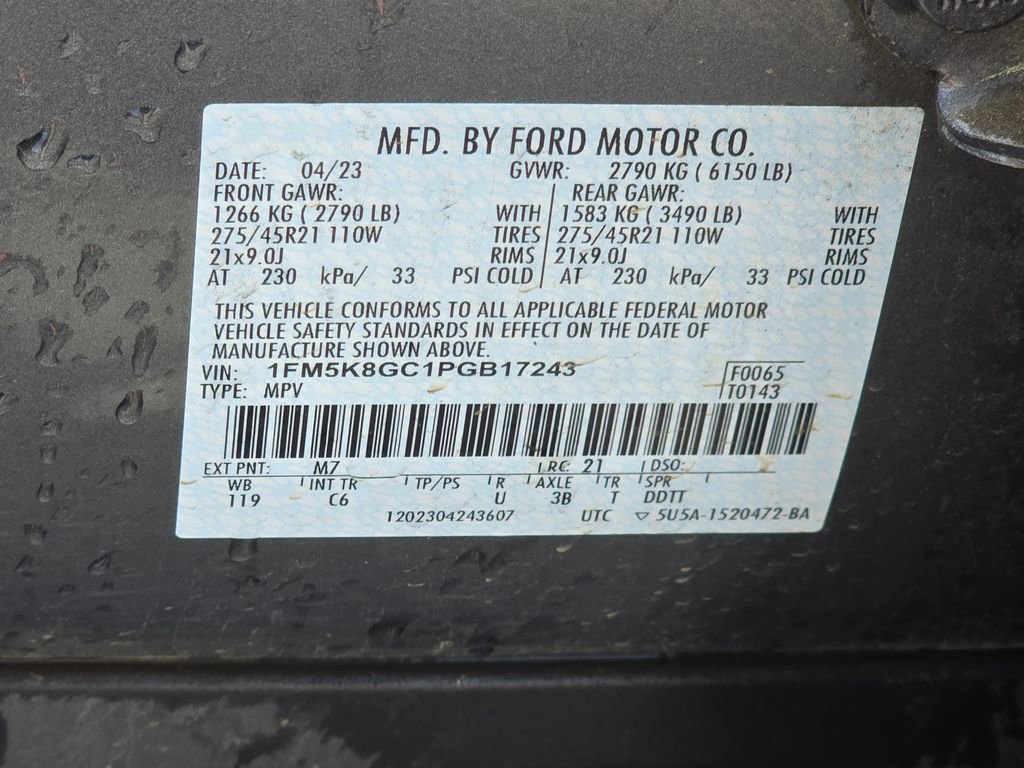 MFD. BY FORD MOTOR CO.
DATE: 04/23 GVWR: 2790 KG ( 6150 LB)
FRONT GAWR: REAR GAWR:
1266 KG ( 2790 LB) WITH 1583 KG ( 3490 LB) WITH
275/45R21 110W TIRES 275/45R21 110W TIRES
21x9.0J RIMS 21x9.0J RIMS
AT 230 kPa/ 33 PSI COLD AT 230 kPa/ 33 PSI COLD
THIS VEHICLE CONFORMS TO ALL APPLICABLE FEDERAL MOTOR
VEHICLE SAFETY STANDARDS IN EFFECT ON THE DATE OF
MANUFACTURE SHOWN ABOVE.
VIN: 1FM5K8GC1PGB17243 F0065
TYPE: MPV T0143
EXT PNT: M7 RC: 21 DSO:
WB INT TR TP/PS R AXLE TR SPR
119 C6 U 3B T DDTT
1202304243607 UTC ▽ 5U5A-1520472-BA